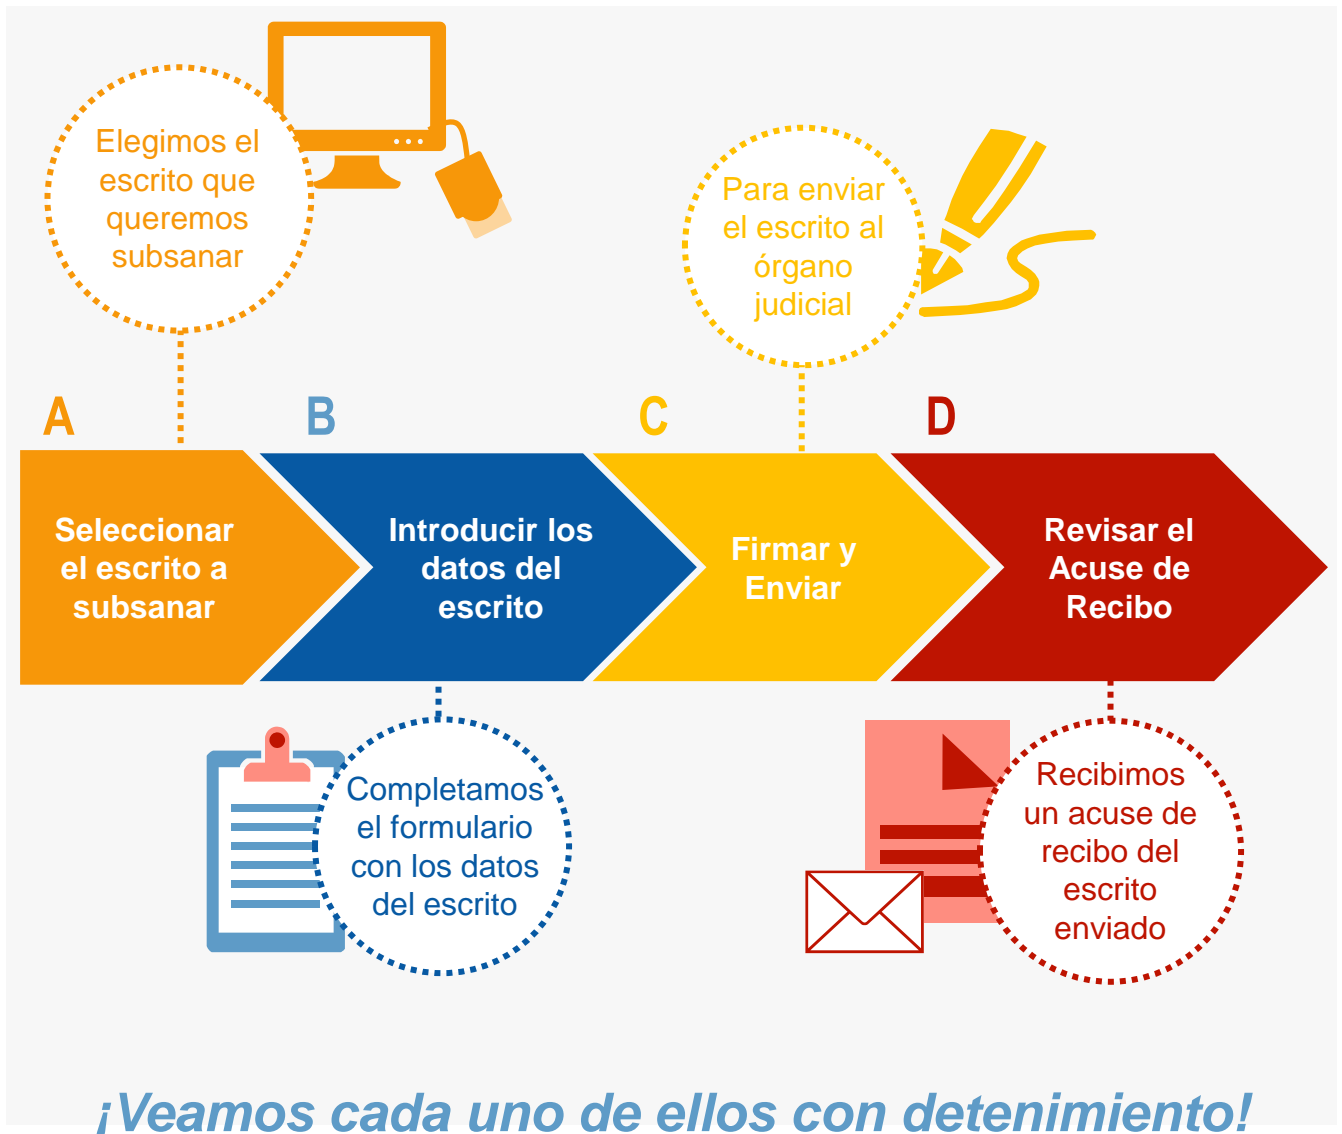 Elegimos el
escrito que
queremos
subsanar
Para enviar
el escrito al
órgano
judicial
A
B
C
D
Seleccionar
el escrito a
subsanar
Introducir los
datos del
escrito
Firmar y
Enviar
Revisar el
Acuse de
Recibo
Completamos
el formulario
con los datos
del escrito
Recibimos
un acuse de
recibo del
escrito
enviado
¡Veamos cada uno de ellos con detenimiento!